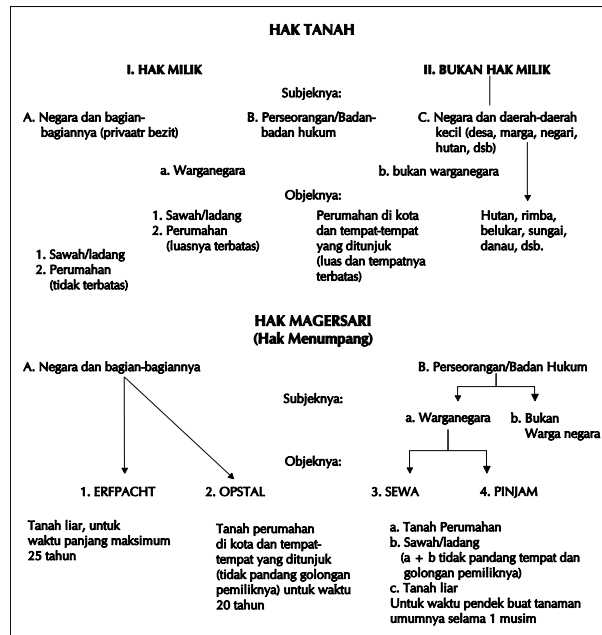 HAK TANAH
I. HAK MILIK
II. BUKAN HAK MILIK
Subjeknya:
A. Negara dan bagian-
bagiannya (privaatr bezit)
B. Perseorangan/Badan-
badan hukum
C. Negara dan daerah-daerah
kecil (desa, marga, negari,
hutan, dsb)
a. Warganegara
b. bukan warganegara
Objeknya:
1. Sawah/ladang
2. Perumahan
(tidak terbatas)
1. Sawah/ladang
2. Perumahan
(luasnya terbatas)
Perumahan di kota
dan tempat-tempat
yang ditunjuk
(luas dan tempatnya
terbatas)
Hutan, rimba,
belukar, sungai,
danau, dsb.
HAK MAGERSARI
(Hak Menumpang)
A. Negara dan bagian-bagiannya
B. Perseorangan/Badan Hukum
Subjeknya:
a. Warganegara
b. Bukan
Warga negara
Objeknya:
1. ERFPACHT
2. OPSTAL
3. SEWA
4. PINJAM
Tanah liar, untuk
waktu panjang maksimum
25 tahun
Tanah perumahan
di kota dan tempat-
tempat yang ditunjuk
(tidak pandang golongan
pemiliknya) untuk waktu
20 tahun
a. Tanah Perumahan
b. Sawah/ladang
(a + b tidak pandang tempat dan
golongan pemiliknya)
c. Tanah liar
Untuk waktu pendek buat tanaman
umumnya selama 1 musim